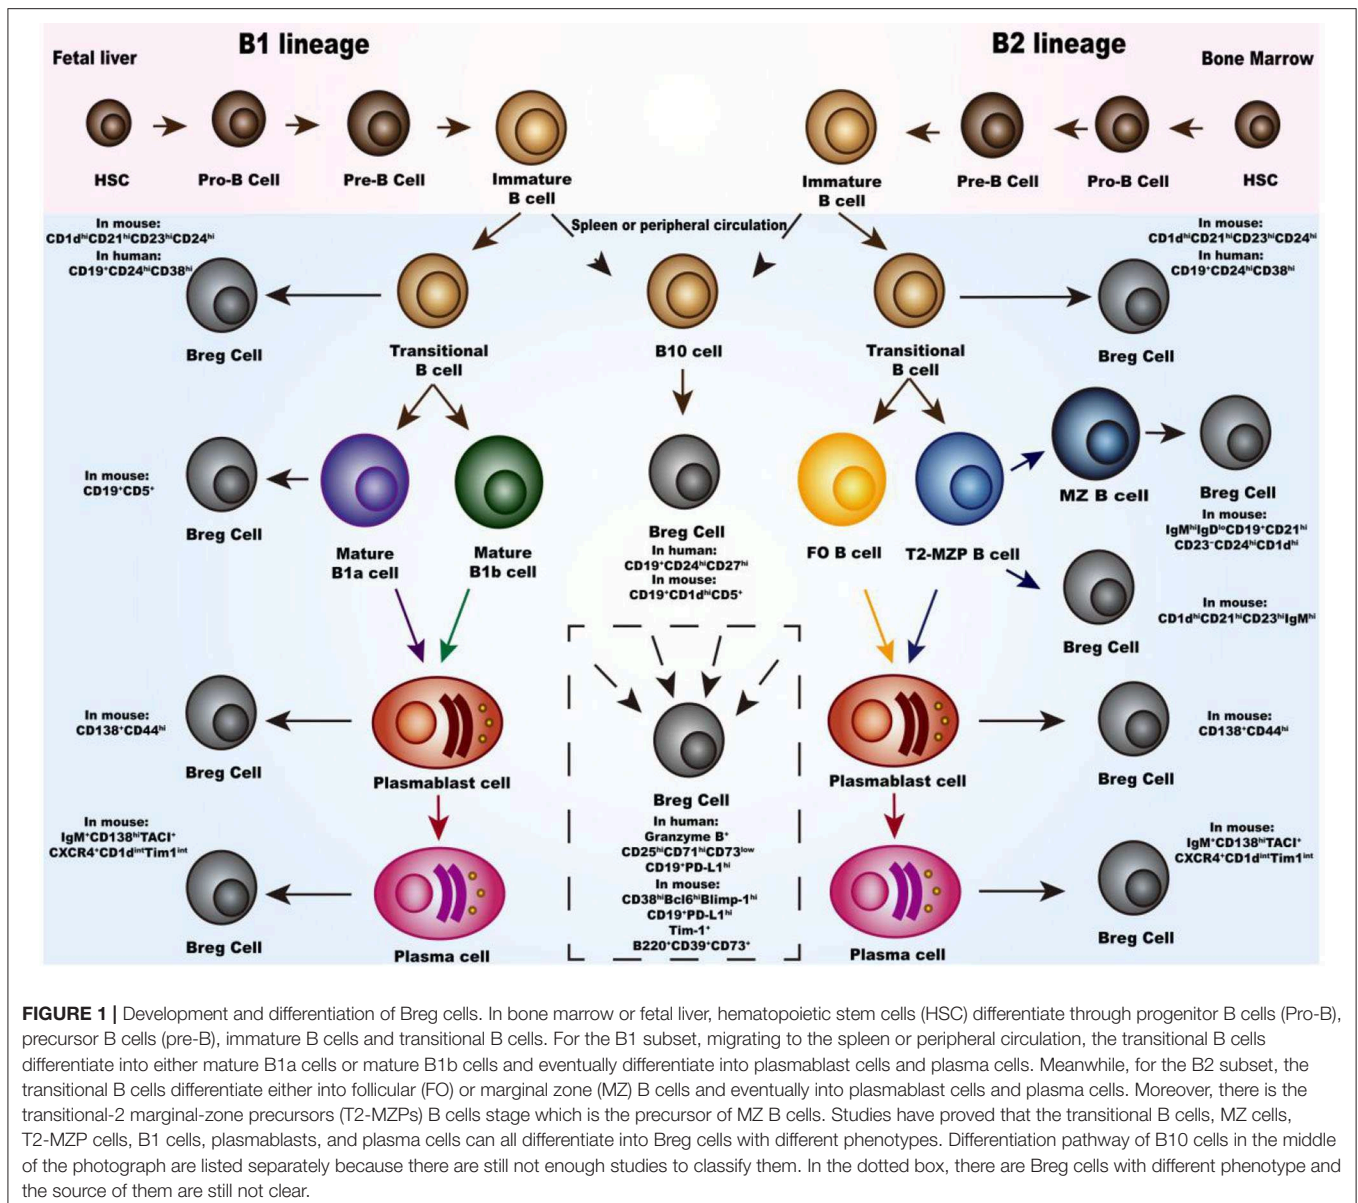 B1 lineage
B2 lineage
Fetal liver
Bone Marrow
HSC
Pro-B Cell
Pre-B Cell
Immature
B cell
Immature
B cell
Pre-B Cell
Pro-B Cell
HSC
Spleen or peripheral circulation
In mouse:
CD1dʰⁱCD21ʰⁱCD23ʰⁱCD24ʰⁱ
In human:
CD19⁺CD24ʰⁱCD38ʰⁱ
Breg Cell
Transitional
B cell
B10 cell
Transitional
B cell
In mouse:
CD1dʰⁱCD21ʰⁱCD23ʰⁱCD24ʰⁱ
In human:
CD19⁺CD24ʰⁱCD38ʰⁱ
Breg Cell
In mouse:
CD19⁺CD5⁺
Breg Cell
Mature
B1a cell
Mature
B1b cell
Breg Cell
In human:
CD19⁺CD24ʰⁱCD27ʰⁱ
In mouse:
CD19⁺CD1dʰⁱCD5⁺
FO B cell
T2-MZP B cell
MZ B cell
Breg Cell
In mouse:
IgMʰⁱIgDˡᵒCD19⁺CD21ʰⁱ
CD23⁻CD24ʰⁱCD1dʰⁱ
In mouse:
CD1dʰⁱCD21ʰⁱCD23ʰⁱIgMʰⁱ
Breg Cell
In mouse:
CD138⁺CD44ʰⁱ
Breg Cell
Plasmablast cell
Breg Cell
In human:
Granzyme B⁺
CD25ʰⁱCD71ʰⁱCD73ˡᵒʷ
CD19⁺PD-L1ʰⁱ
In mouse:
CD38ʰⁱBcl6ʰⁱBlimp-1ʰⁱ
CD19⁺PD-L1ʰⁱ
Tim-1⁺
B220⁺CD39⁺CD73⁺
Plasmablast cell
Breg Cell
In mouse:
CD138⁺CD44ʰⁱ
In mouse:
IgM⁺CD138ʰⁱTACI⁺
CXCR4⁺CD1dⁱⁿᵗTim1ⁱⁿᵗ
Breg Cell
Plasma cell
Plasma cell
Breg Cell
In mouse:
IgM⁺CD138ʰⁱTACI⁺
CXCR4⁺CD1dⁱⁿᵗTim1ⁱⁿᵗ
FIGURE 1 | Development and differentiation of Breg cells. In bone marrow or fetal liver, hematopoietic stem cells (HSC) differentiate through progenitor B cells (Pro-B),
precursor B cells (pre-B), immature B cells and transitional B cells. For the B1 subset, migrating to the spleen or peripheral circulation, the transitional B cells
differentiate into either mature B1a cells or mature B1b cells and eventually differentiate into plasmablast cells and plasma cells. Meanwhile, for the B2 subset, the
transitional B cells differentiate either into follicular (FO) or marginal zone (MZ) B cells and eventually into plasmablast cells and plasma cells. Moreover, there is the
transitional-2 marginal-zone precursors (T2-MZPs) B cells stage which is the precursor of MZ B cells. Studies have proved that the transitional B cells, MZ cells,
T2-MZP cells, B1 cells, plasmablasts, and plasma cells can all differentiate into Breg cells with different phenotypes. Differentiation pathway of B10 cells in the middle
of the photograph are listed separately because there are still not enough studies to classify them. In the dotted box, there are Breg cells with different phenotype and
the source of them are still not clear.